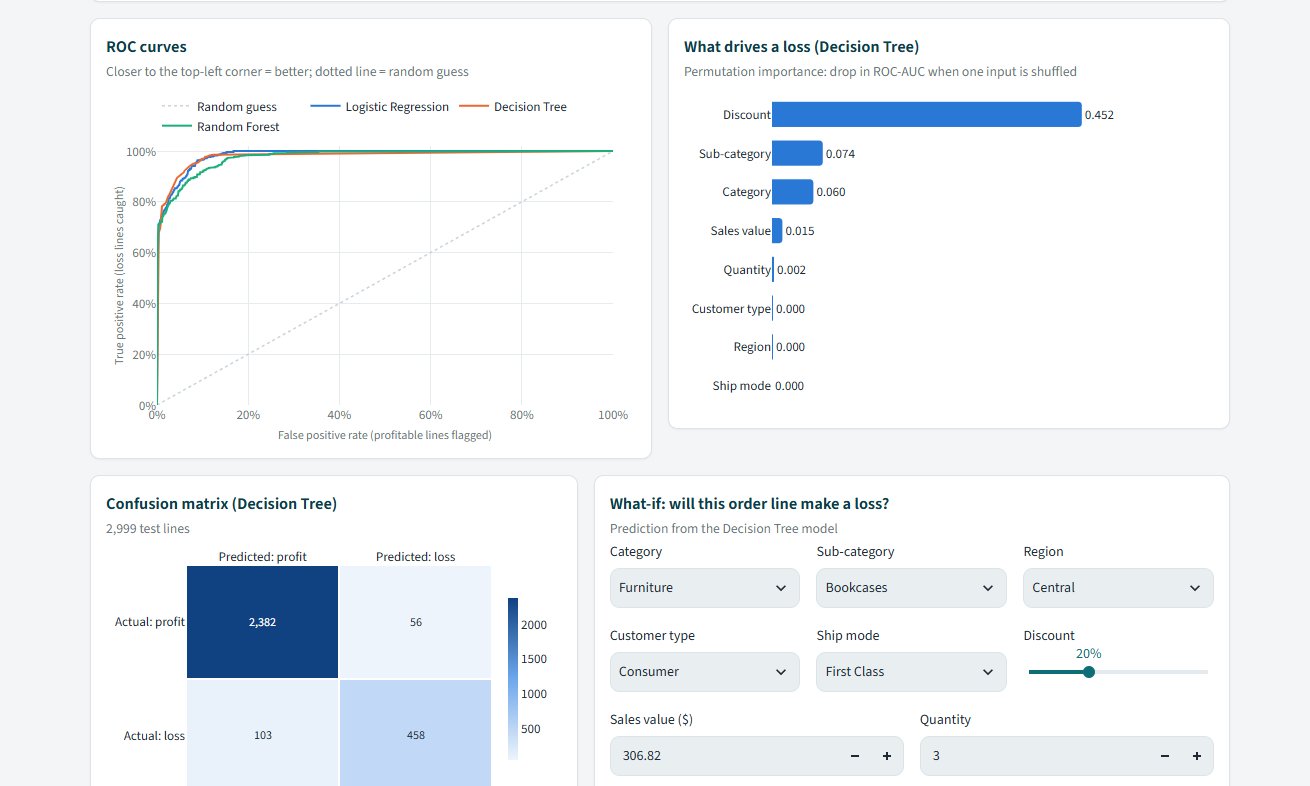 ROC curves
Closer to the top-left corner = better; dotted line = random guess
Random guess
Logistic Regression
Decision Tree
Random Forest
True positive rate (loss lines caught)
100%
80%
60%
40%
20%
0%
0%
20%
40%
60%
80%
100%
False positive rate (profitable lines flagged)
What drives a loss (Decision Tree)
Permutation importance: drop in ROC-AUC when one input is shuffled
Discount 0.452
Sub-category 0.074
Category 0.060
Sales value 0.015
Quantity 0.002
Customer type 0.000
Region 0.000
Ship mode 0.000
Confusion matrix (Decision Tree)
2,999 test lines
Predicted: profit
Predicted: loss
Actual: profit
2,382
56
Actual: loss
103
458
2000
1500
1000
500
What-if: will this order line make a loss?
Prediction from the Decision Tree model
Category
Sub-category
Region
Furniture
Bookcases
Central
Customer type
Ship mode
Discount
20%
Consumer
First Class
Sales value ($)
Quantity
306.82
− +
3
− +